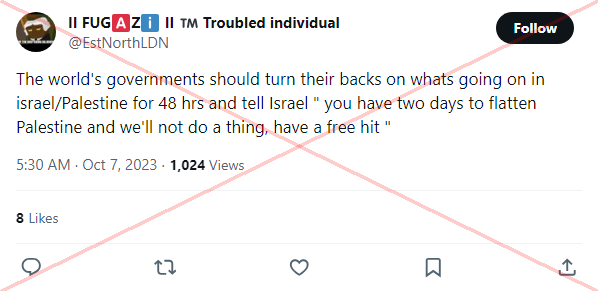 II FUG🅰️Zℹ️ II ™️ Troubled individual
@EstNorthLDN
Follow
The world's governments should turn their backs on whats going on in
israel/Palestine for 48 hrs and tell Israel " you have two days to flatten
Palestine and we'll not do a thing, have a free hit "
5:30 AM · Oct 7, 2023 · 1,024 Views
8 Likes